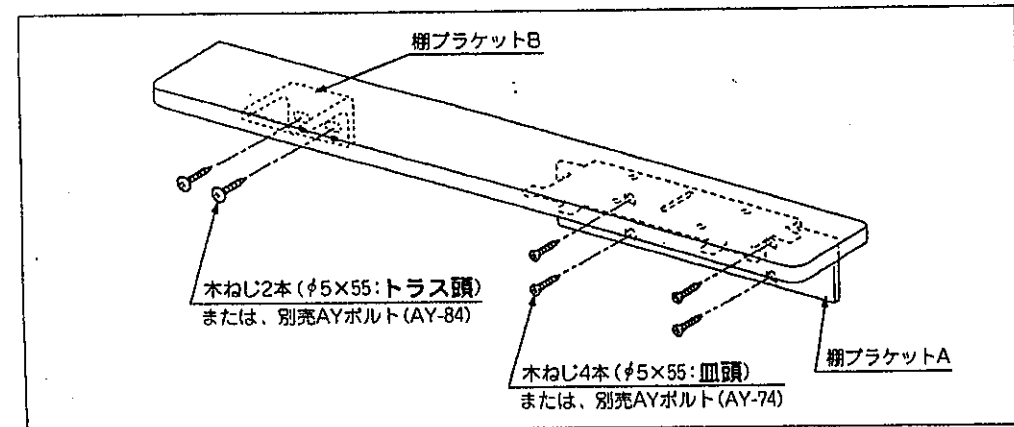 棚ブラケットB
木ねじ2本(φ5×55:トラス頭)
または、別売AYボルト(AY-84)
木ねじ4本(φ5×55:皿頭)
または、別売AYボルト(AY-74)
棚ブラケットA